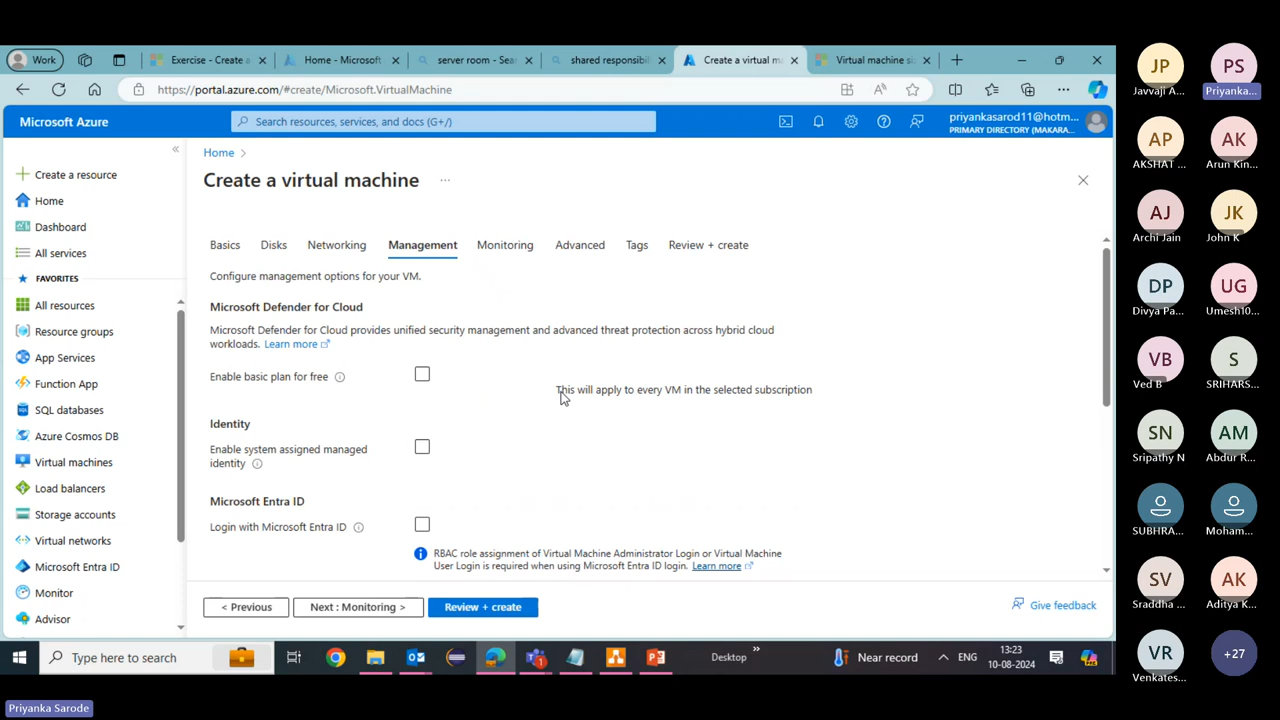 Work
Exercise - Create a
Home - Microsoft
server room - Sea
shared responsibil
Create a virtual m
Virtual machine si
https://portal.azure.com/#create/Microsoft.VirtualMachine
Microsoft Azure
Search resources, services, and docs (G+/)
priyankasarod11@hotm...
PRIMARY DIRECTORY (MAKARA...
Create a resource
Home
Dashboard
All services
FAVORITES
All resources
Resource groups
App Services
Function App
SQL databases
Azure Cosmos DB
Virtual machines
Load balancers
Storage accounts
Virtual networks
Microsoft Entra ID
Monitor
Advisor
Home >
Create a virtual machine ...
Basics Disks Networking Management Monitoring Advanced Tags Review + create
Configure management options for your VM.
Microsoft Defender for Cloud
Microsoft Defender for Cloud provides unified security management and advanced threat protection across hybrid cloud
workloads. Learn more
Enable basic plan for free
This will apply to every VM in the selected subscription
Identity
Enable system assigned managed
identity
Microsoft Entra ID
Login with Microsoft Entra ID
RBAC role assignment of Virtual Machine Administrator Login or Virtual Machine
User Login is required when using Microsoft Entra ID login. Learn more
< Previous
Next : Monitoring >
Review + create
Give feedback
Type here to search
Desktop
Near record
ENG
13:23
10-08-2024
Priyanka Sarode
JP
Javvaji A...
PS
Priyanka...
AP
AKSHAT ...
AK
Arun Kin...
AJ
Archi Jain
JK
John K
DP
Divya Pa...
UG
Umesh10...
VB
Ved B
S
SRIHARS...
SN
Sripathy N
AM
Abdur R...
SUBHRA...
Moham...
SV
Sraddha ...
AK
Aditya K...
VR
Venkates...
+27